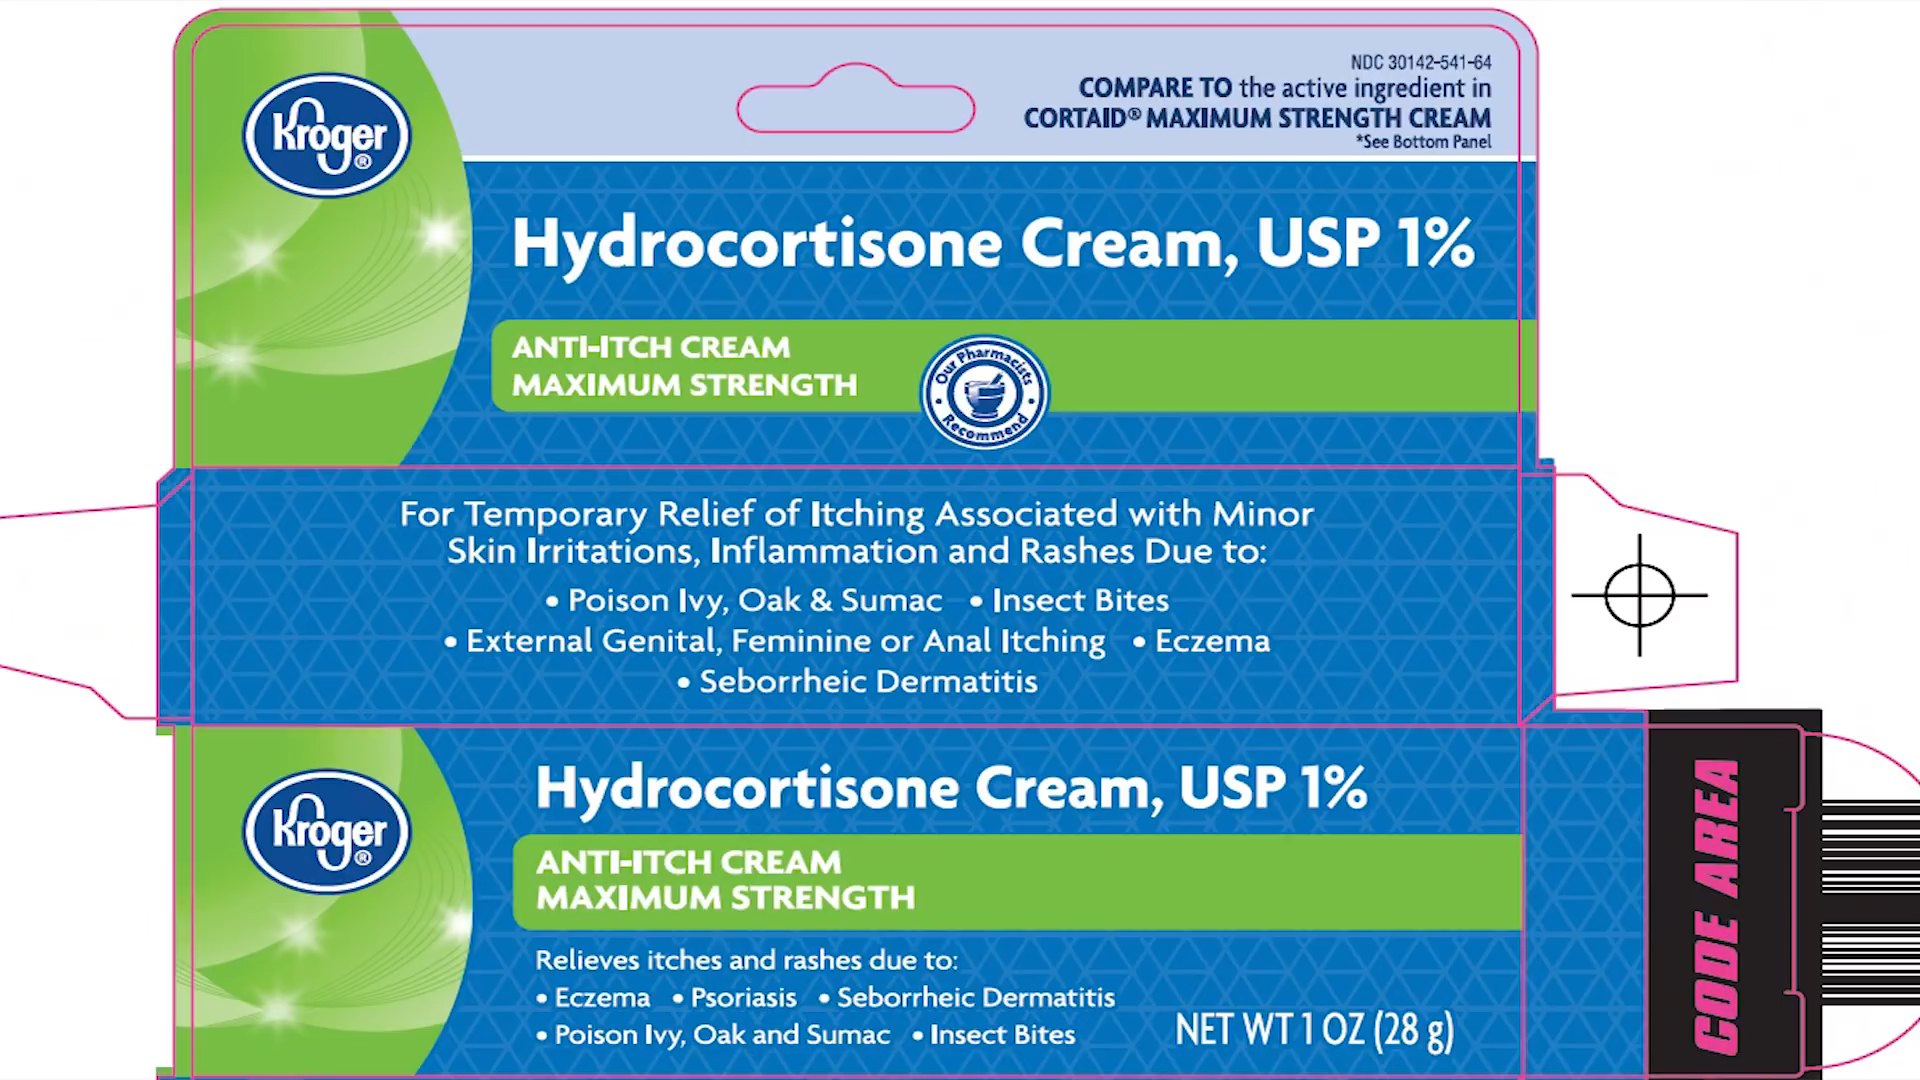 Kroger®
NDC 30142-541-64
COMPARE TO the active ingredient in
CORTAID® MAXIMUM STRENGTH CREAM
*See Bottom Panel
Hydrocortisone Cream, USP 1%
ANTI-ITCH CREAM
MAXIMUM STRENGTH
Our Pharmacists
Recommend
For Temporary Relief of Itching Associated with Minor
Skin Irritations, Inflammation and Rashes Due to:
• Poison Ivy, Oak & Sumac • Insect Bites
• External Genital, Feminine or Anal Itching • Eczema
• Seborrheic Dermatitis
Kroger®
Hydrocortisone Cream, USP 1%
ANTI-ITCH CREAM
MAXIMUM STRENGTH
Relieves itches and rashes due to:
• Eczema • Psoriasis • Seborrheic Dermatitis
• Poison Ivy, Oak and Sumac • Insect Bites
NET WT 1 OZ (28 g)
CODE AREA